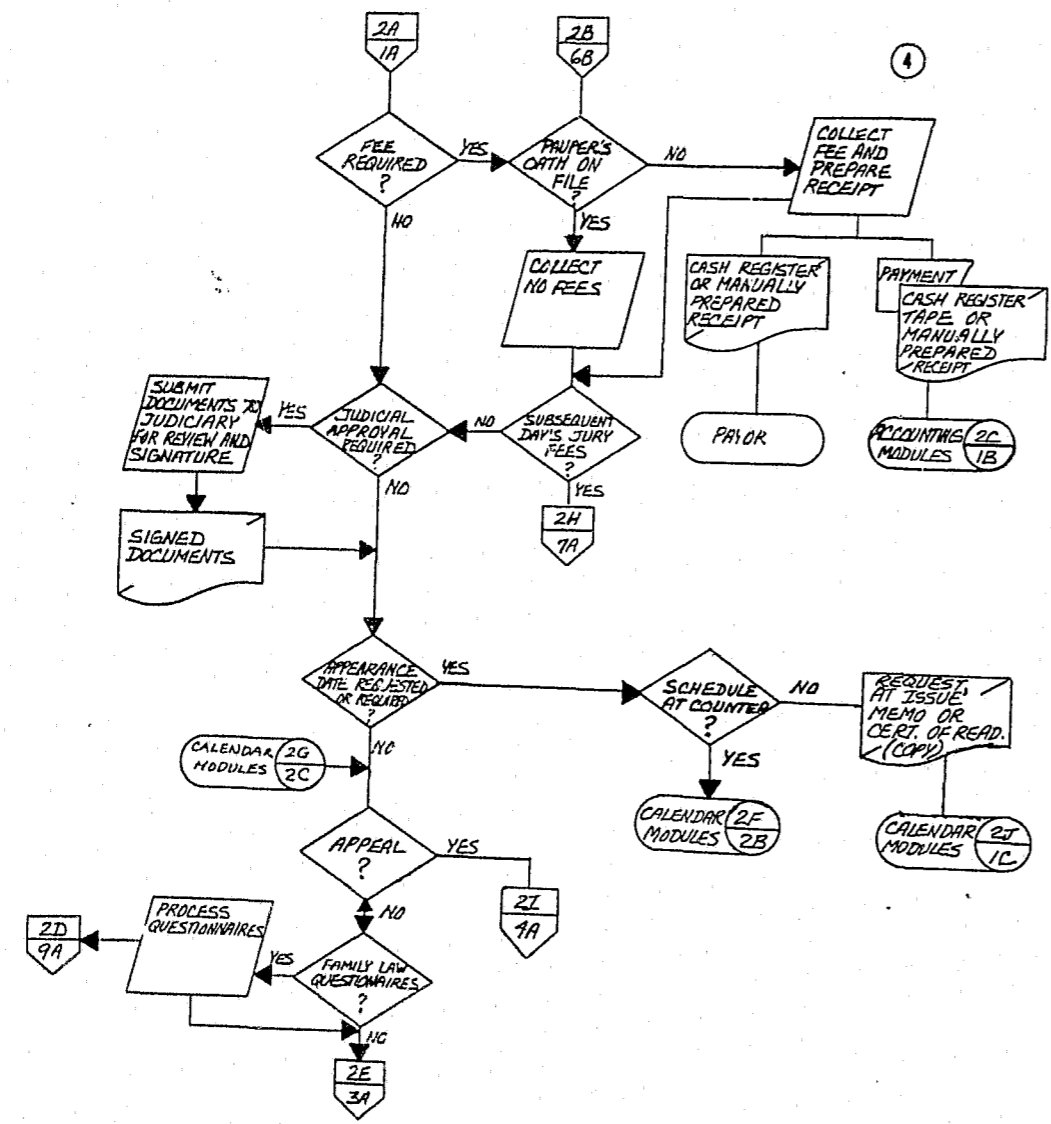 2A
1A
2B
6B
4
FEE
REQUIRED
?
YES
PAUPER'S
OATH ON
FILE
?
NO
COLLECT
FEE AND
PREPARE
RECEIPT
NO
YES
COLLECT
NO FEES
CASH REGISTER
OR MANUALLY
PREPARED
RECEIPT
PAYMENT
CASH REGISTER
TAPE OR
MANUALLY
PREPARED
RECEIPT
SUBMIT
DOCUMENTS TO
JUDICIARY
FOR REVIEW AND
SIGNATURE
YES
JUDICIAL
APPROVAL
REQUIRED
?
NO
SUBSEQUENT
DAY'S JURY
FEES
?
PAYOR
ACCOUNTING
MODULES
2C
1B
NO
YES
2H
7A
SIGNED
DOCUMENTS
APPEARANCE
DATE REQUESTED
OR REQUIRED
?
YES
SCHEDULE
AT COUNTER
?
NO
REQUEST
AT ISSUE'
MEMO OR
CERT. OF READ.
(COPY)
NO
YES
CALENDAR
MODULES
2G
2C
CALENDAR
MODULES
2F
2B
CALENDAR
MODULES
2J
1C
APPEAL
?
YES
2I
4A
NO
PROCESS
QUESTIONNAIRES
2D
9A
YES
FAMILY LAW
QUESTIONAIRES
?
NO
2E
3A